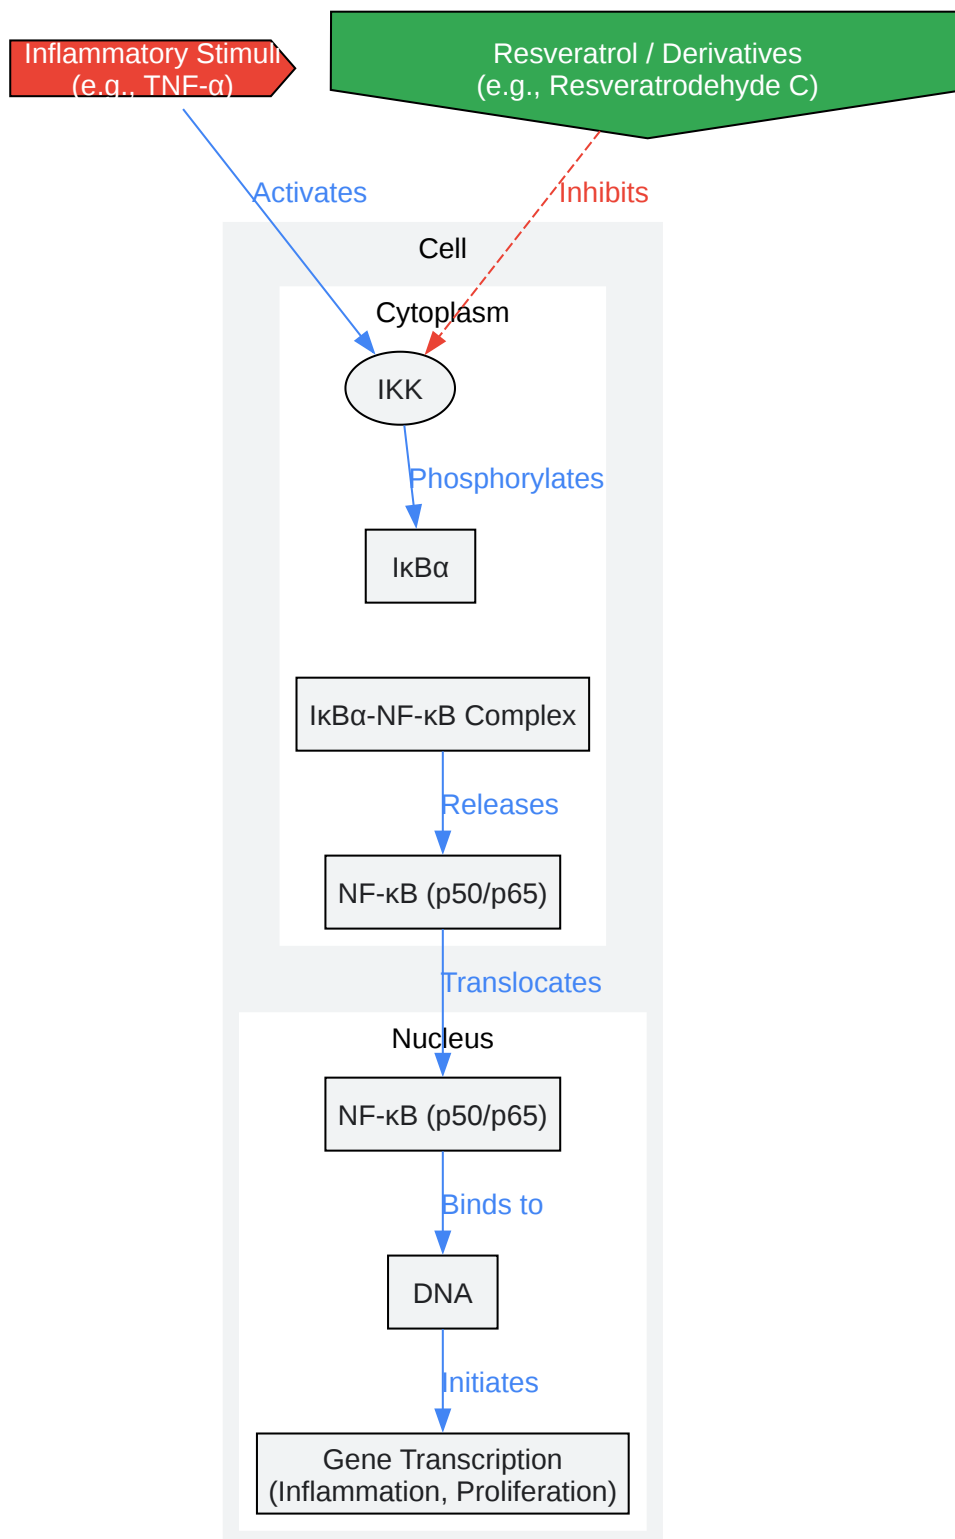 Inflammatory Stimuli
(e.g., TNF-α)
Resveratrol / Derivatives
(e.g., Resveratrodehyde C)
Activates
Inhibits
Cell
Cytoplasm
IKK
Phosphorylates
IκBα
IκBα-NF-κB Complex
Releases
NF-κB (p50/p65)
Translocates
Nucleus
NF-κB (p50/p65)
Binds to
DNA
Initiates
Gene Transcription
(Inflammation, Proliferation)